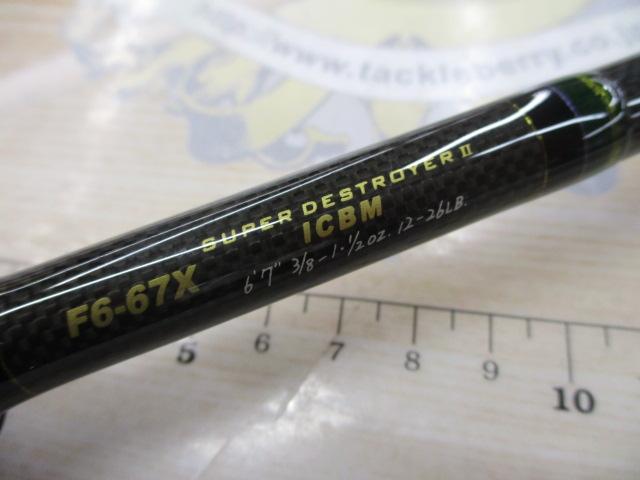 http://www.tackleberry.co.j
SUPER DESTROYER II
ICBM
F6-67X
6'7" 3/8-1·1/2oz. 12-26LB.
5 6 7 8 9 10